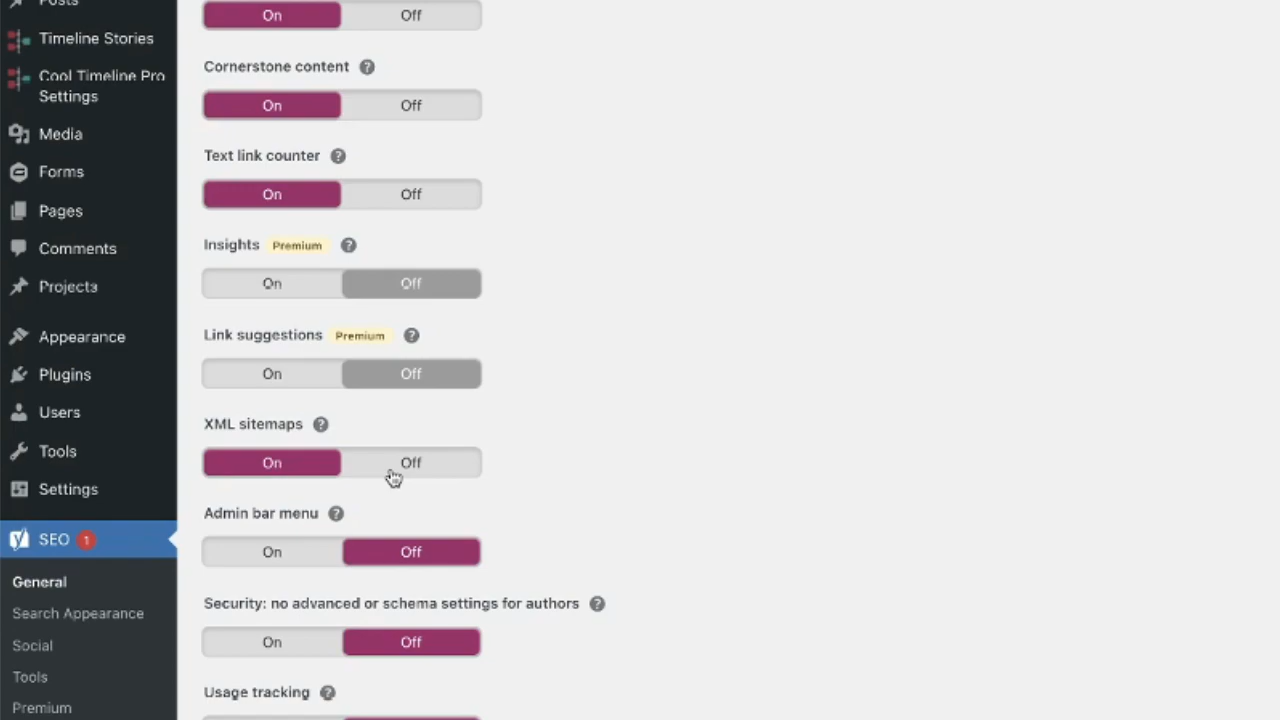 Posts
Timeline Stories
Cool Timeline Pro
Settings
Media
Forms
Pages
Comments
Projects
Appearance
Plugins
Users
Tools
Settings
SEO 1
General
Search Appearance
Social
Tools
Premium
On Off
Cornerstone content ?
On Off
Text link counter ?
On Off
Insights Premium ?
On Off
Link suggestions Premium ?
On Off
XML sitemaps ?
On Off
Admin bar menu ?
On Off
Security: no advanced or schema settings for authors ?
On Off
Usage tracking ?